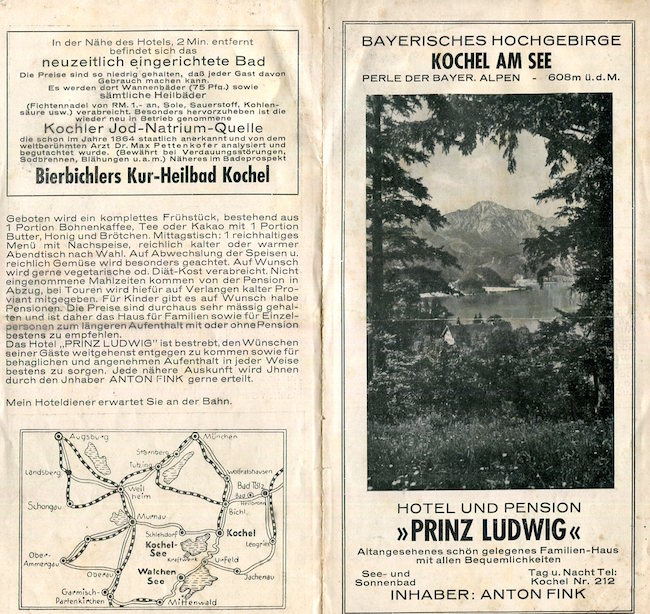 In der Nähe des Hotels, 2 Min. entfernt
befindet sich das
neuzeitlich eingerichtete Bad
Die Preise sind so niedrig gehalten, daß jeder Gast davon
Gebrauch machen kann.
Es werden dort Wannenbäder (75 Pfg.) sowie
sämtliche Heilbäder
(Fichtennadel von RM. 1.- an, Sole, Sauerstoff, Kohlen-
säure usw.) verabreicht. Besonders hervorzuheben ist die
wieder neu in Betrieb genommene
Kochler Jod-Natrium-Quelle
die schon im Jahre 1864 staatlich anerkannt und von dem
weltberühmten Arzt Dr. Max Pettenkofer analysiert und
begutachtet wurde. (Bewährt bei Verdauungsstörungen,
Sodbrennen, Blähungen u.a.m.) Näheres im Badeprospekt
Bierbichlers Kur-Heilbad Kochel
Geboten wird ein komplettes Frühstück, bestehend aus
1 Portion Bohnenkaffee, Tee oder Kakao mit 1 Portion
Butter, Honig und Brötchen. Mittagstisch: 1 reichhaltiges
Menü mit Nachspeise, reichlich kalter oder warmer
Abendtisch nach Wahl. Auf Abwechslung der Speisen u.
reichlich Gemüse wird besonders geachtet. Auf Wunsch
wird gerne vegetarische od. Diät-Kost verabreicht. Nicht
eingenommene Mahlzeiten kommen von der Pension in
Abzug, bei Touren wird hiefür auf Verlangen kalter Pro-
viant mitgegeben. Für Kinder gibt es auf Wunsch halbe
Pensionen. Die Preise sind durchaus sehr mässig gehal-
ten und ist daher das Haus für Familien sowie für Einzel-
personen zum längeren Aufenthalt mit oder ohne Pension
bestens zu empfehlen.
Das Hotel „PRINZ LUDWIG" ist bestrebt, den Wünschen
seiner Gäste weitgehenst entgegen zu kommen sowie für
behaglichen und angenehmen Aufenthalt in jeder Weise
bestens zu sorgen. Jede nähere Auskunft wird Jhnen
durch den Jnhaber ANTON FINK gerne erteilt.
Mein Hoteldiener erwartet Sie an der Bahn.
Augsburg
München
Starnberg
Tutzing
Landsberg
Wolfratshausen
Weil
heim
Bad Tölz
Bad
Heilbrunn
Schongau
Bichl
Murnau
Schlehdorf
Kochel
Kochel-
See
Kraftwerk
Lenggries
Ober-
Ammergau
Urfeld
Walchen
See
Jachenau
Oberau
Garmisch-
Partenkirchen
Mittenwald
BAYERISCHES HOCHGEBIRGE
KOCHEL AM SEE
PERLE DER BAYER. ALPEN - 608m ü.d.M.
HOTEL UND PENSION
»PRINZ LUDWIG«
Altangesehenes schön gelegenes Familien-Haus
mit allen Bequemlichkeiten
See- und
Sonnenbad
Tag u. Nacht Tel:
Kochel Nr. 212
INHABER: ANTON FINK